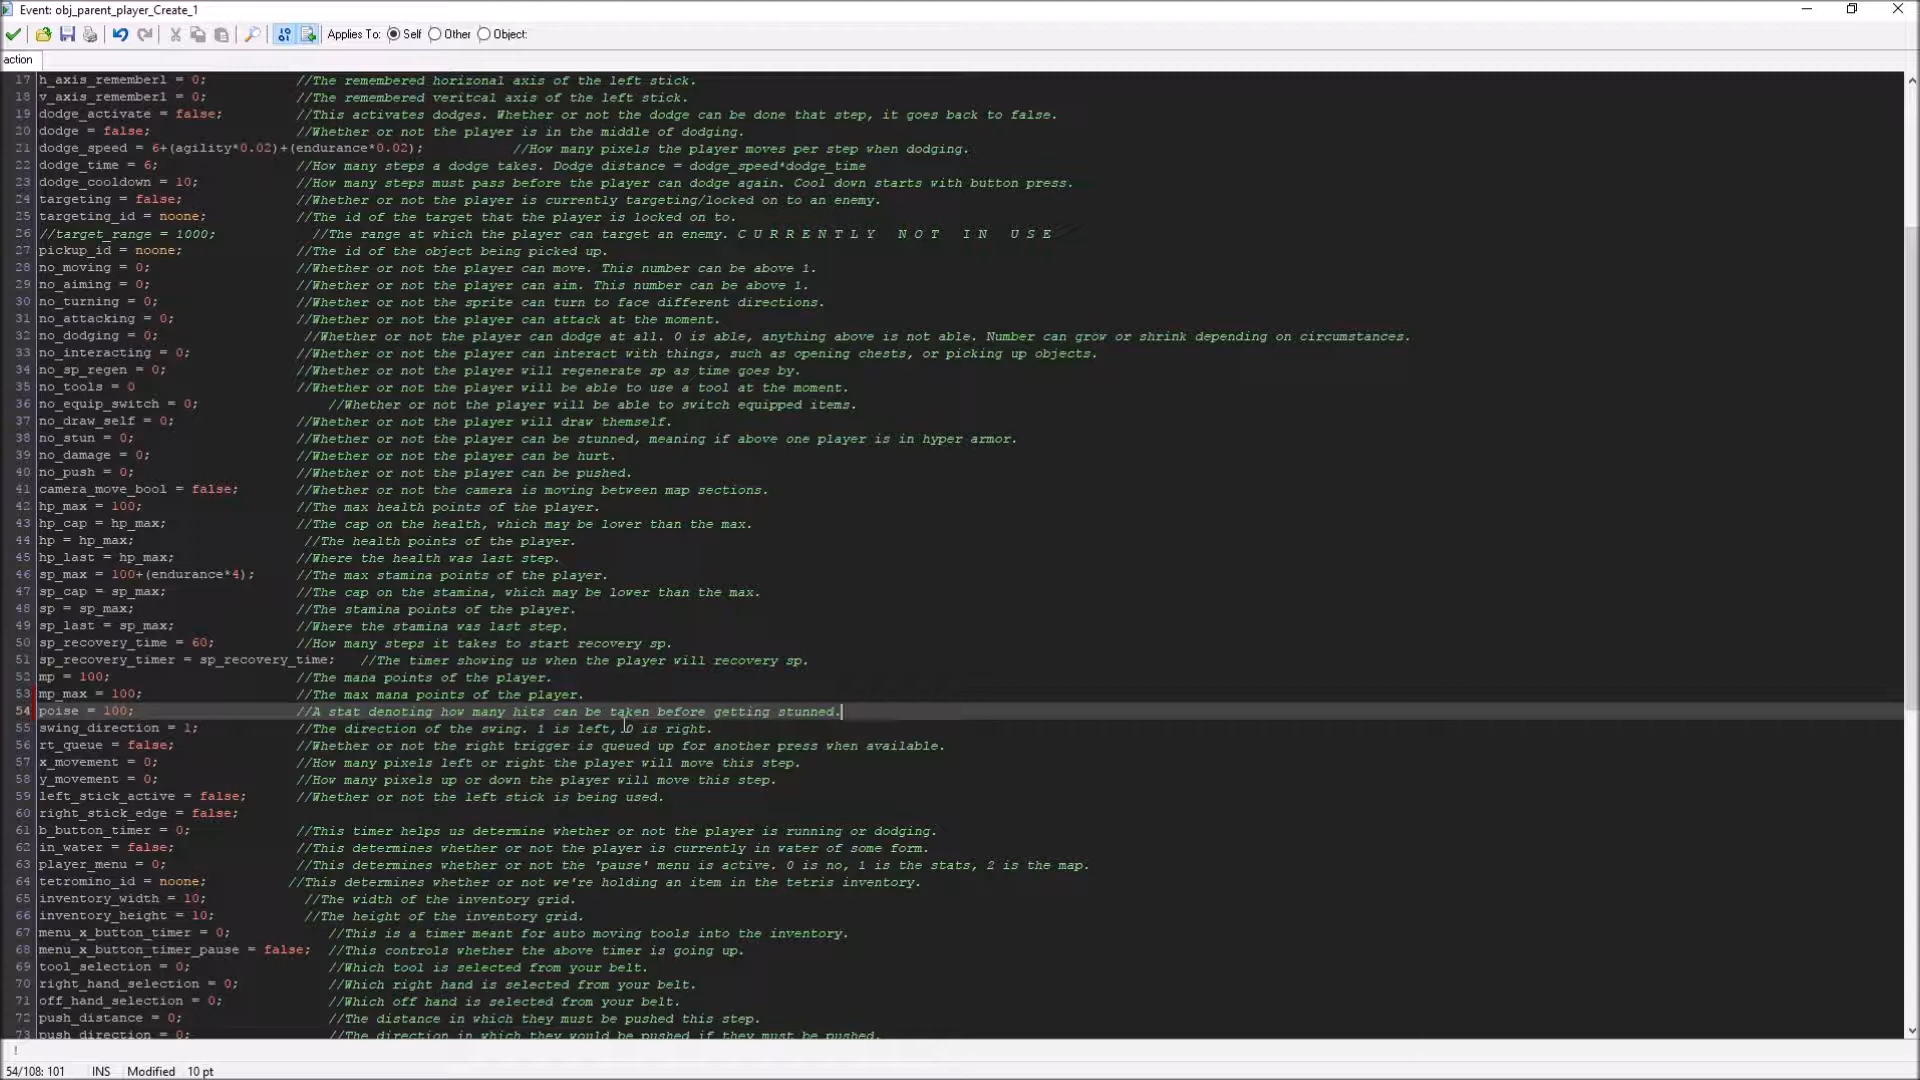 Event: obj_parent_player_Create_1
Applies To: Self Other Object:
action
17 h_axis_remember1 = 0; //The remembered horizonal axis of the left stick.
18 v_axis_remember1 = 0; //The remembered veritcal axis of the left stick.
19 dodge_activate = false; //This activates dodges. Whether or not the dodge can be done that step, it goes back to false.
20 dodge = false; //Whether or not the player is in the middle of dodging.
21 dodge_speed = 6+(agility*0.02)+(endurance*0.02); //How many pixels the player moves per step when dodging.
22 dodge_time = 6; //How many steps a dodge takes. Dodge distance = dodge_speed*dodge_time
23 dodge_cooldown = 10; //How many steps must pass before the player can dodge again. Cool down starts with button press.
24 targeting = false; //Whether or not the player is currently targeting/locked on to an enemy.
25 targeting_id = noone; //The id of the target that the player is locked on to.
26 //target_range = 1000; //The range at which the player can target an enemy. C U R R E N T L Y   N O T   I N   U S E
27 pickup_id = noone; //The id of the object being picked up.
28 no_moving = 0; //Whether or not the player can move. This number can be above 1.
29 no_aiming = 0; //Whether or not the player can aim. This number can be above 1.
30 no_turning = 0; //Whether or not the sprite can turn to face different directions.
31 no_attacking = 0; //Whether or not the player can attack at the moment.
32 no_dodging = 0; //Whether or not the player can dodge at all. 0 is able, anything above is not able. Number can grow or shrink depending on circumstances.
33 no_interacting = 0; //Whether or not the player can interact with things, such as opening chests, or picking up objects.
34 no_sp_regen = 0; //Whether or not the player will regenerate sp as time goes by.
35 no_tools = 0 //Whether or not the player will be able to use a tool at the moment.
36 no_equip_switch = 0; //Whether or not the player will be able to switch equipped items.
37 no_draw_self = 0; //Whether or not the player will draw themself.
38 no_stun = 0; //Whether or not the player can be stunned, meaning if above one player is in hyper armor.
39 no_damage = 0; //Whether or not the player can be hurt.
40 no_push = 0; //Whether or not the player can be pushed.
41 camera_move_bool = false; //Whether or not the camera is moving between map sections.
42 hp_max = 100; //The max health points of the player.
43 hp_cap = hp_max; //The cap on the health, which may be lower than the max.
44 hp = hp_max; //The health points of the player.
45 hp_last = hp_max; //Where the health was last step.
46 sp_max = 100+(endurance*4); //The max stamina points of the player.
47 sp_cap = sp_max; //The cap on the stamina, which may be lower than the max.
48 sp = sp_max; //The stamina points of the player.
49 sp_last = sp_max; //Where the stamina was last step.
50 sp_recovery_time = 60; //How many steps it takes to start recovery sp.
51 sp_recovery_timer = sp_recovery_time; //The timer showing us when the player will recovery sp.
52 mp = 100; //The mana points of the player.
53 mp_max = 100; //The max mana points of the player.
54 poise = 100; //A stat denoting how many hits can be taken before getting stunned.
55 swing_direction = 1; //The direction of the swing. 1 is left, 0 is right.
56 rt_queue = false; //Whether or not the right trigger is queued up for another press when available.
57 x_movement = 0; //How many pixels left or right the player will move this step.
58 y_movement = 0; //How many pixels up or down the player will move this step.
59 left_stick_active = false; //Whether or not the left stick is being used.
60 right_stick_edge = false;
61 b_button_timer = 0; //This timer helps us determine whether or not the player is running or dodging.
62 in_water = false; //This determines whether or not the player is currently in water of some form.
63 player_menu = 0; //This determines whether or not the 'pause' menu is active. 0 is no, 1 is the stats, 2 is the map.
64 tetromino_id = noone; //This determines whether or not we're holding an item in the tetris inventory.
65 inventory_width = 10; //The width of the inventory grid.
66 inventory_height = 10; //The height of the inventory grid.
67 menu_x_button_timer = 0; //This is a timer meant for auto moving tools into the inventory.
68 menu_x_button_timer_pause = false; //This controls whether the above timer is going up.
69 tool_selection = 0; //Which tool is selected from your belt.
70 right_hand_selection = 0; //Which right hand is selected from your belt.
71 off_hand_selection = 0; //Which off hand is selected from your belt.
72 push_distance = 0; //The distance in which they must be pushed this step.
73 push_direction = 0; //The direction in which they would be pushed if they must be pushed.
54/108: 101 INS Modified 10 pt